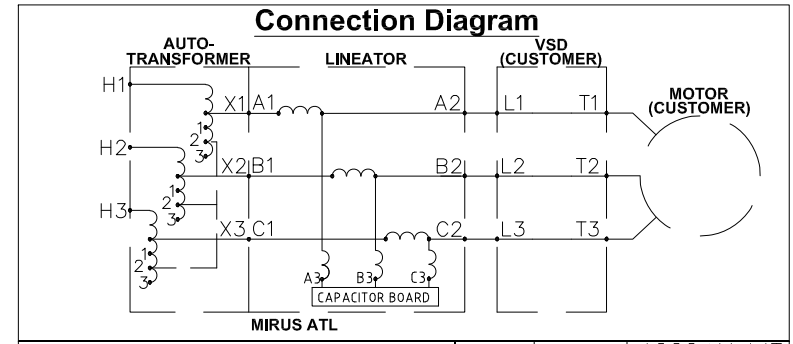 Connection Diagram
AUTO-
TRANSFORMER
LINEATOR
VSD
(CUSTOMER)
MOTOR
(CUSTOMER)
H1
X1 A1
A2
L1
T1
1
2
3
H2
X2 B1
B2
L2
T2
1
2
3
H3
X3 C1
C2
L3
T3
1
2
3
A3
B3
C3
CAPACITOR BOARD
MIRUS ATL